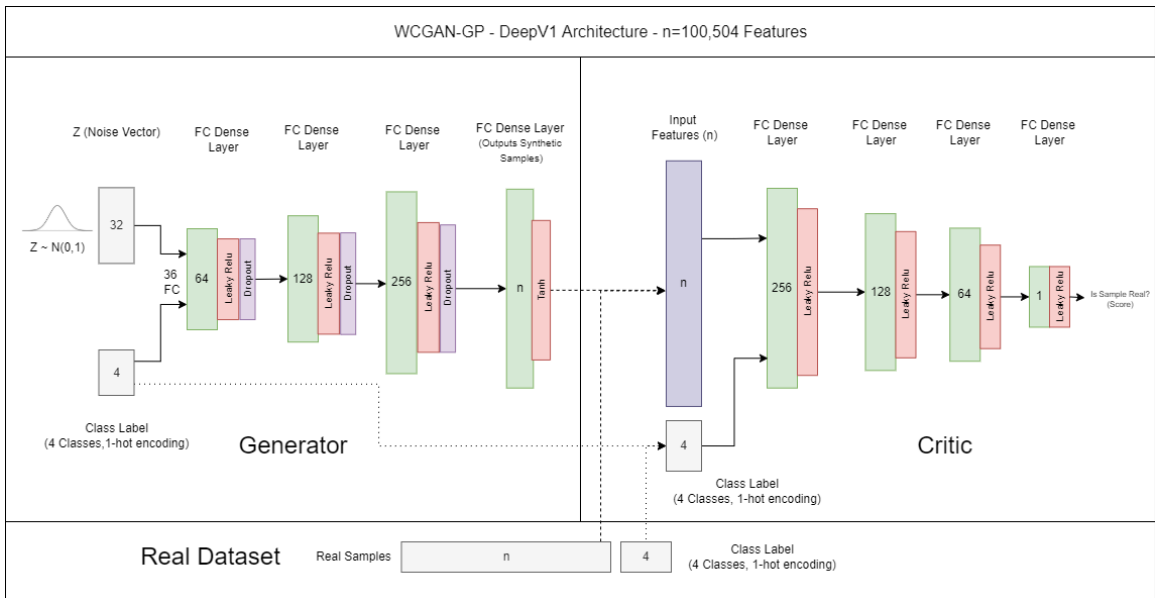 WCGAN-GP - DeepV1 Architecture - n=100,504 Features
Z (Noise Vector)
FC Dense
Layer
FC Dense
Layer
FC Dense
Layer
FC Dense Layer
(Outputs Synthetic
Samples)
32
Z ~ N(0,1)
36
FC
64
Leaky Relu
Dropout
128
Leaky Relu
Dropout
256
Leaky Relu
Dropout
n
Tanh
4
Class Label
(4 Classes,1-hot encoding)
Generator
Input
Features (n)
FC Dense
Layer
FC Dense
Layer
FC Dense
Layer
FC Dense
Layer
n
256
Leaky Relu
128
Leaky Relu
64
Leaky Relu
1
Leaky Relu
Is Sample Real?
(Score)
4
Class Label
(4 Classes, 1-hot encoding)
Critic
Real Dataset
Real Samples
n
4
Class Label
(4 Classes, 1-hot encoding)